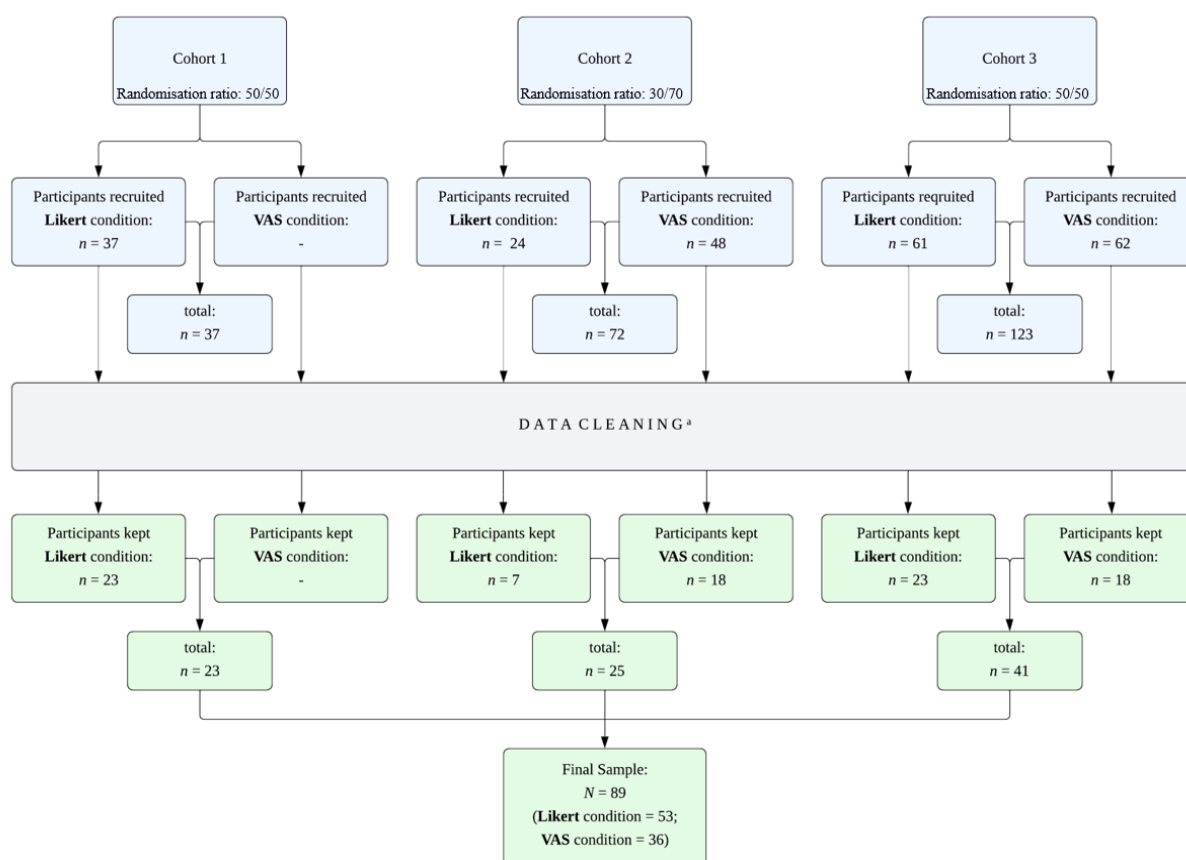 Cohort 1
Randomisation ratio: 50/50
Cohort 2
Randomisation ratio: 30/70
Cohort 3
Randomisation ratio: 50/50
Participants recruited
Likert condition:
n = 37
Participants recruited
VAS condition:
-
Participants recruited
Likert condition:
n = 24
Participants recruited
VAS condition:
n = 48
Participants reqruited
Likert condition:
n = 61
Participants recruited
VAS condition:
n = 62
total:
n = 37
total:
n = 72
total:
n = 123
D A T A C L E A N I N G ª
Participants kept
Likert condition:
n = 23
Participants kept
VAS condition:
-
Participants kept
Likert condition:
n = 7
Participants kept
VAS condition:
n = 18
Participants kept
Likert condition:
n = 23
Participants kept
VAS condition:
n = 18
total:
n = 23
total:
n = 25
total:
n = 41
Final Sample:
N = 89
(Likert condition = 53;
VAS condition = 36)